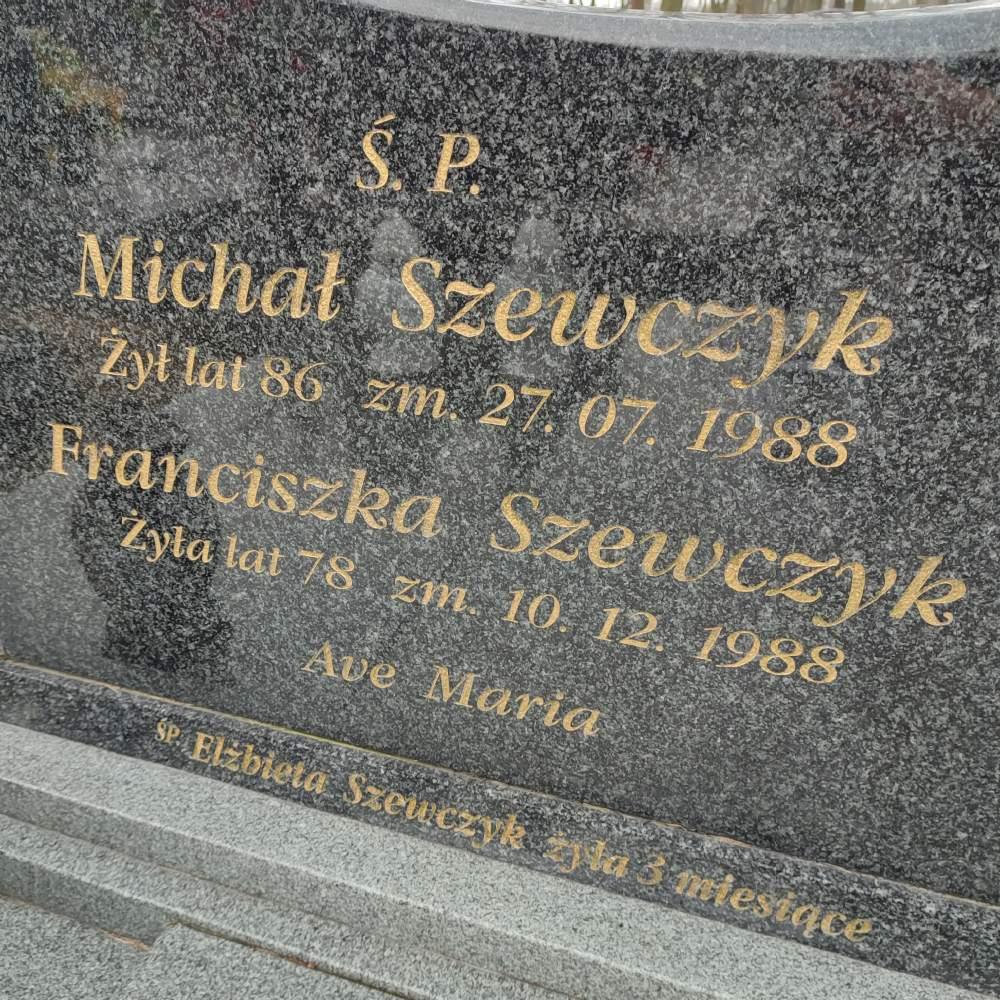 Ś. P.
Michał Szewczyk
Żył lat 86 zm. 27. 07. 1988
Franciszka Szewczyk
Żyła lat 78 zm. 10. 12. 1988
Ave Maria
ŚP. Elżbieta Szewczyk żyła 3 miesiące